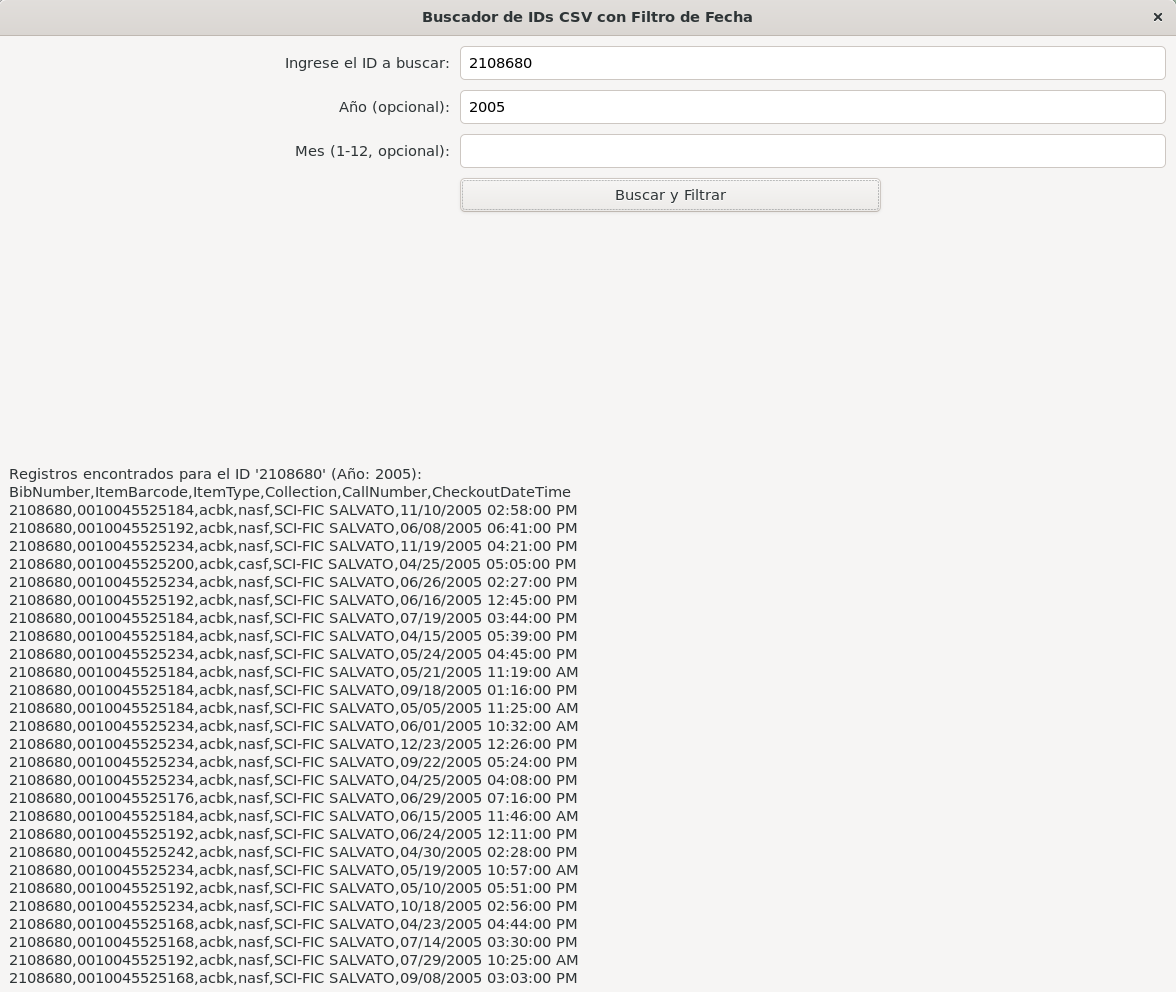 Buscador de IDs CSV con Filtro de Fecha ×
Ingrese el ID a buscar: 2108680
Año (opcional): 2005
Mes (1-12, opcional):
Buscar y Filtrar
Registros encontrados para el ID '2108680' (Año: 2005):
BibNumber,ItemBarcode,ItemType,Collection,CallNumber,CheckoutDateTime
2108680,0010045525184,acbk,nasf,SCI-FIC SALVATO,11/10/2005 02:58:00 PM
2108680,0010045525192,acbk,nasf,SCI-FIC SALVATO,06/08/2005 06:41:00 PM
2108680,0010045525234,acbk,nasf,SCI-FIC SALVATO,11/19/2005 04:21:00 PM
2108680,0010045525200,acbk,casf,SCI-FIC SALVATO,04/25/2005 05:05:00 PM
2108680,0010045525234,acbk,nasf,SCI-FIC SALVATO,06/26/2005 02:27:00 PM
2108680,0010045525192,acbk,nasf,SCI-FIC SALVATO,06/16/2005 12:45:00 PM
2108680,0010045525184,acbk,nasf,SCI-FIC SALVATO,07/19/2005 03:44:00 PM
2108680,0010045525184,acbk,nasf,SCI-FIC SALVATO,04/15/2005 05:39:00 PM
2108680,0010045525234,acbk,nasf,SCI-FIC SALVATO,05/24/2005 04:45:00 PM
2108680,0010045525184,acbk,nasf,SCI-FIC SALVATO,05/21/2005 11:19:00 AM
2108680,0010045525184,acbk,nasf,SCI-FIC SALVATO,09/18/2005 01:16:00 PM
2108680,0010045525184,acbk,nasf,SCI-FIC SALVATO,05/05/2005 11:25:00 AM
2108680,0010045525234,acbk,nasf,SCI-FIC SALVATO,06/01/2005 10:32:00 AM
2108680,0010045525234,acbk,nasf,SCI-FIC SALVATO,12/23/2005 12:26:00 PM
2108680,0010045525234,acbk,nasf,SCI-FIC SALVATO,09/22/2005 05:24:00 PM
2108680,0010045525234,acbk,nasf,SCI-FIC SALVATO,04/25/2005 04:08:00 PM
2108680,0010045525176,acbk,nasf,SCI-FIC SALVATO,06/29/2005 07:16:00 PM
2108680,0010045525184,acbk,nasf,SCI-FIC SALVATO,06/15/2005 11:46:00 AM
2108680,0010045525192,acbk,nasf,SCI-FIC SALVATO,06/24/2005 12:11:00 PM
2108680,0010045525242,acbk,nasf,SCI-FIC SALVATO,04/30/2005 02:28:00 PM
2108680,0010045525234,acbk,nasf,SCI-FIC SALVATO,05/19/2005 10:57:00 AM
2108680,0010045525192,acbk,nasf,SCI-FIC SALVATO,05/10/2005 05:51:00 PM
2108680,0010045525234,acbk,nasf,SCI-FIC SALVATO,10/18/2005 02:56:00 PM
2108680,0010045525168,acbk,nasf,SCI-FIC SALVATO,04/23/2005 04:44:00 PM
2108680,0010045525168,acbk,nasf,SCI-FIC SALVATO,07/14/2005 03:30:00 PM
2108680,0010045525192,acbk,nasf,SCI-FIC SALVATO,07/29/2005 10:25:00 AM
2108680,0010045525168,acbk,nasf,SCI-FIC SALVATO,09/08/2005 03:03:00 PM